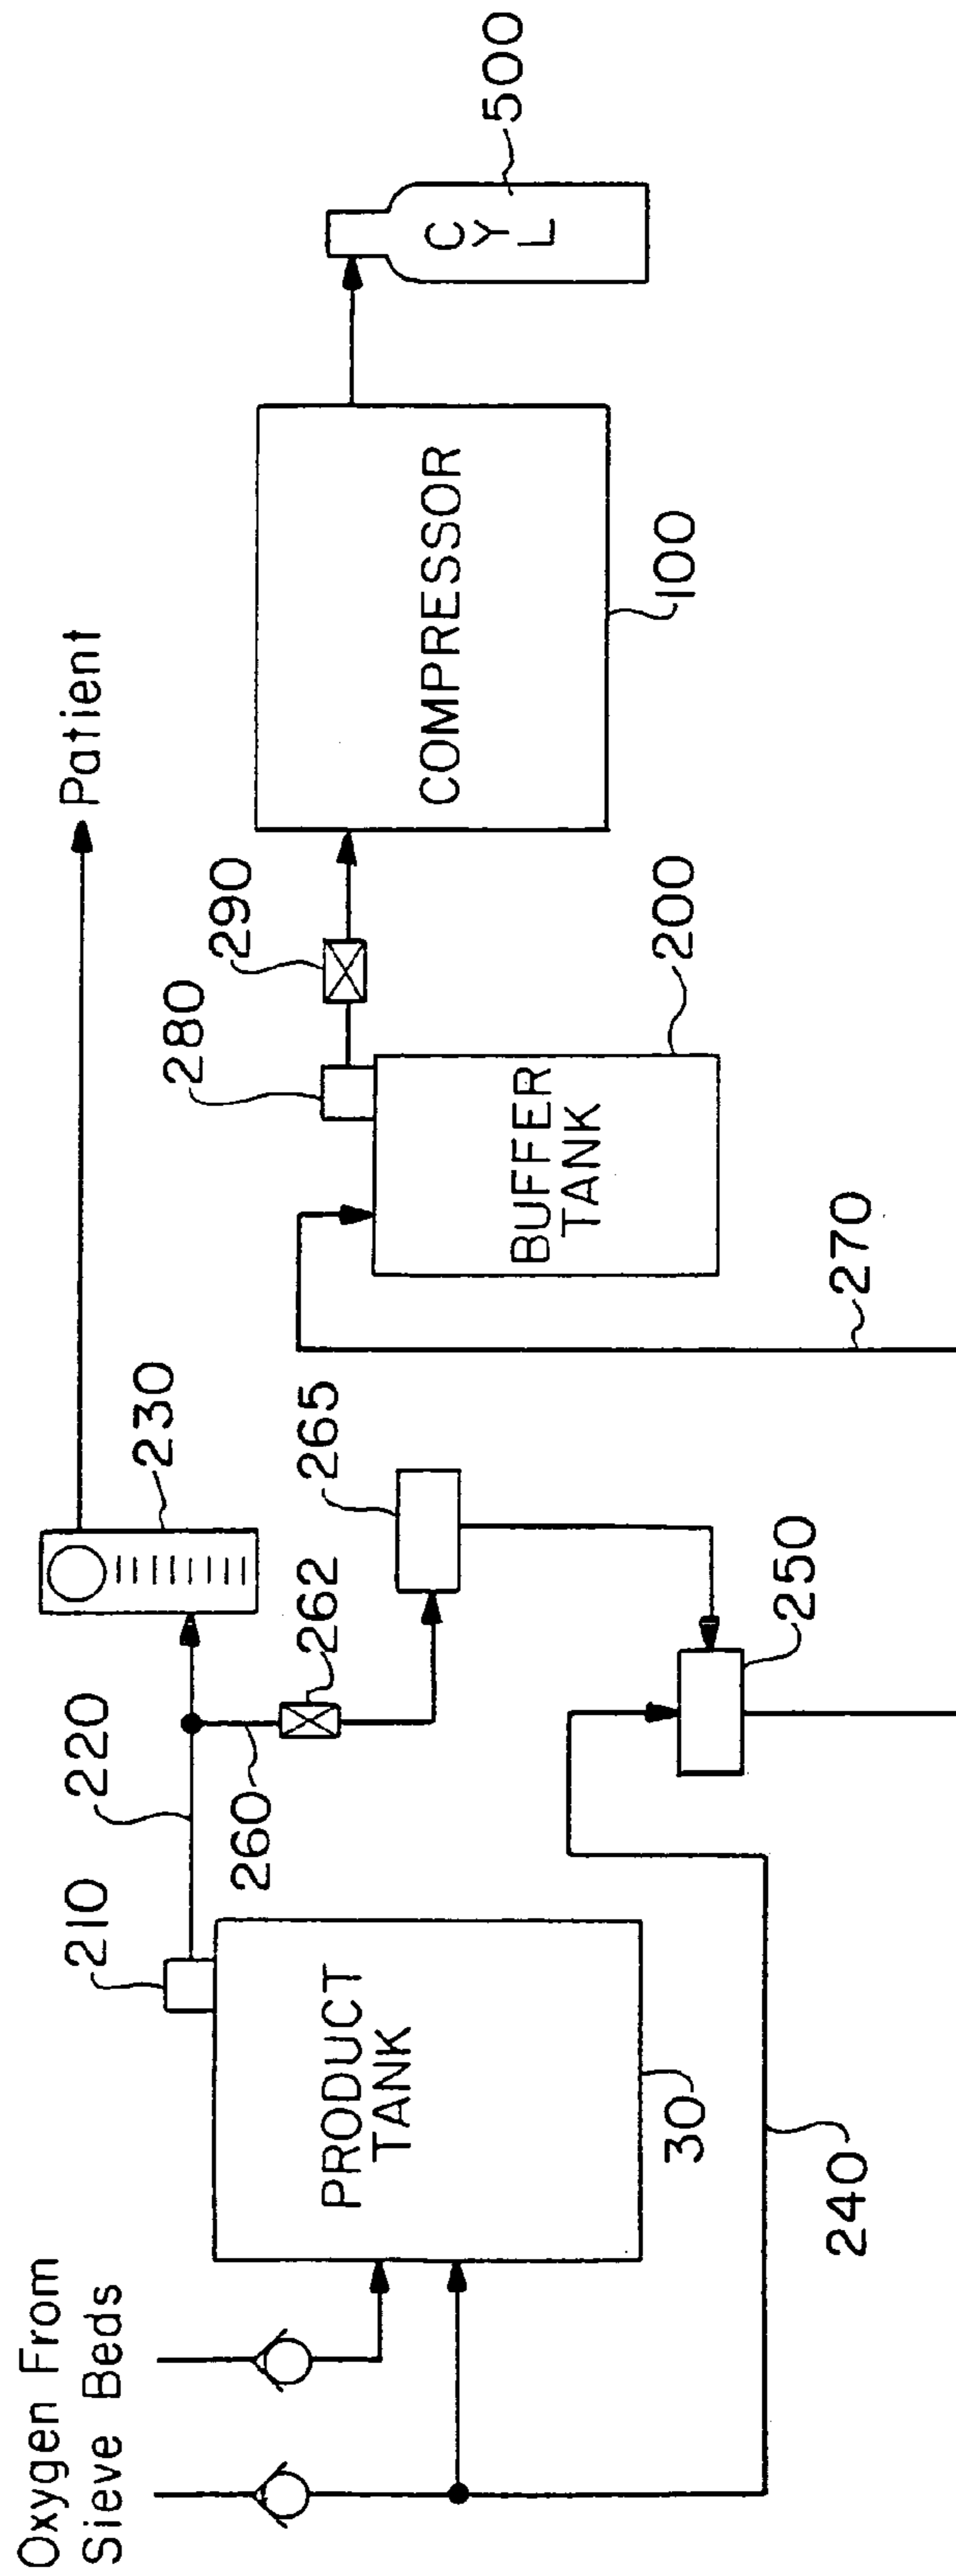 Oxygen From
Sieve Beds
PRODUCT
TANK
30
210
220
230
Patient
240
250
260
262
265
270
BUFFER
TANK
200
280
290
COMPRESSOR
100
CYL
500